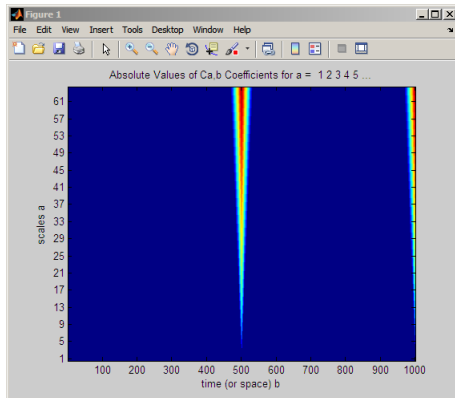 Figure 1
File Edit View Insert Tools Desktop Window Help
Absolute Values of Ca,b Coefficients for a = 1 2 3 4 5 ...
61
57
53
49
45
41
37
33
29
25
21
17
13
9
5
1
scales a
100 200 300 400 500 600 700 800 900 1000
time (or space) b